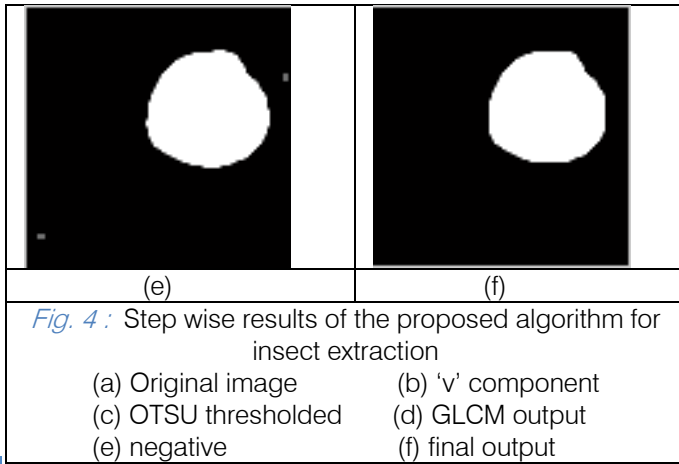 (e) (f)
Fig. 4 : Step wise results of the proposed algorithm for
insect extraction
(a) Original image (b) ‘v’ component
(c) OTSU thresholded (d) GLCM output
(e) negative (f) final output